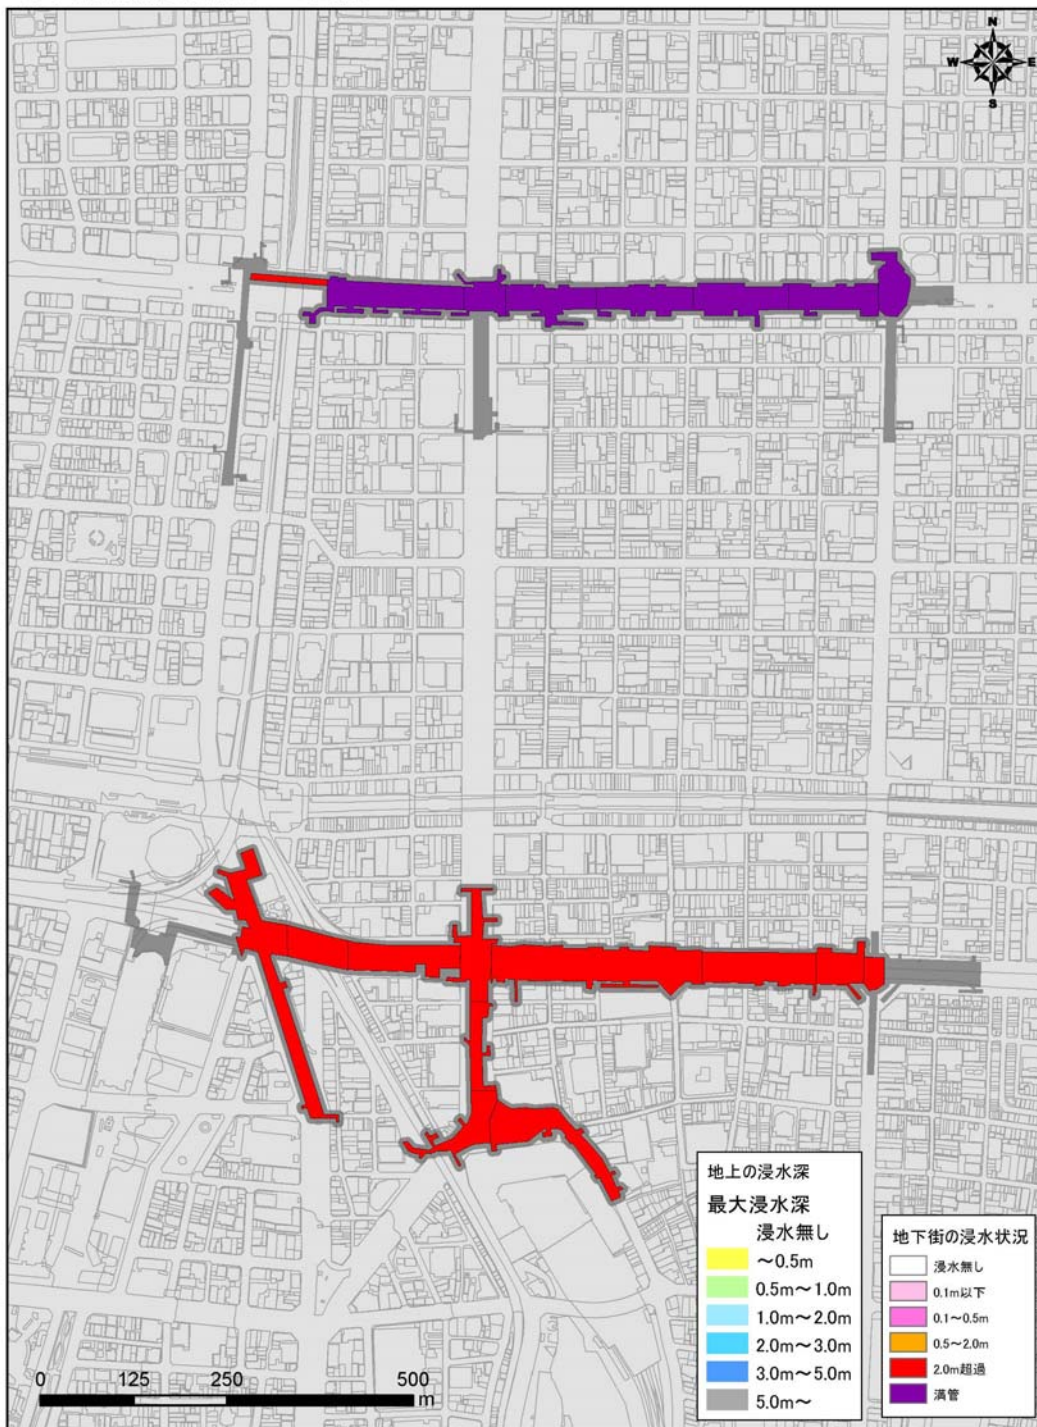 N
W E
S
地上の浸水深
最大浸水深
浸水無し
～0.5m
0.5m～1.0m
1.0m～2.0m
2.0m～3.0m
3.0m～5.0m
5.0m～
地下街の浸水状況
浸水無し
0.1m以下
0.1～0.5m
0.5～2.0m
2.0m超過
満管
0 125 250 500
m